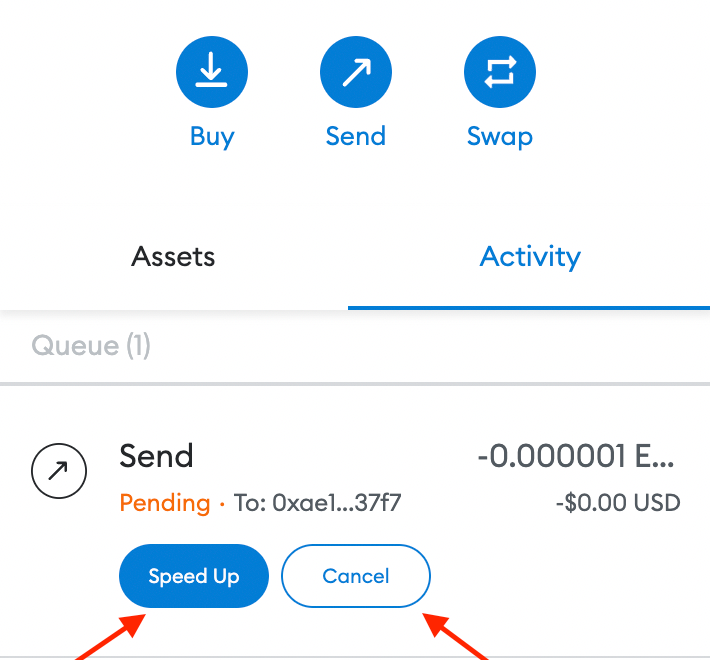 Buy Send Swap
Assets Activity
Queue (1)
Send -0.000001 E...
Pending · To: 0xae1...37f7 -$0.00 USD
Speed Up Cancel